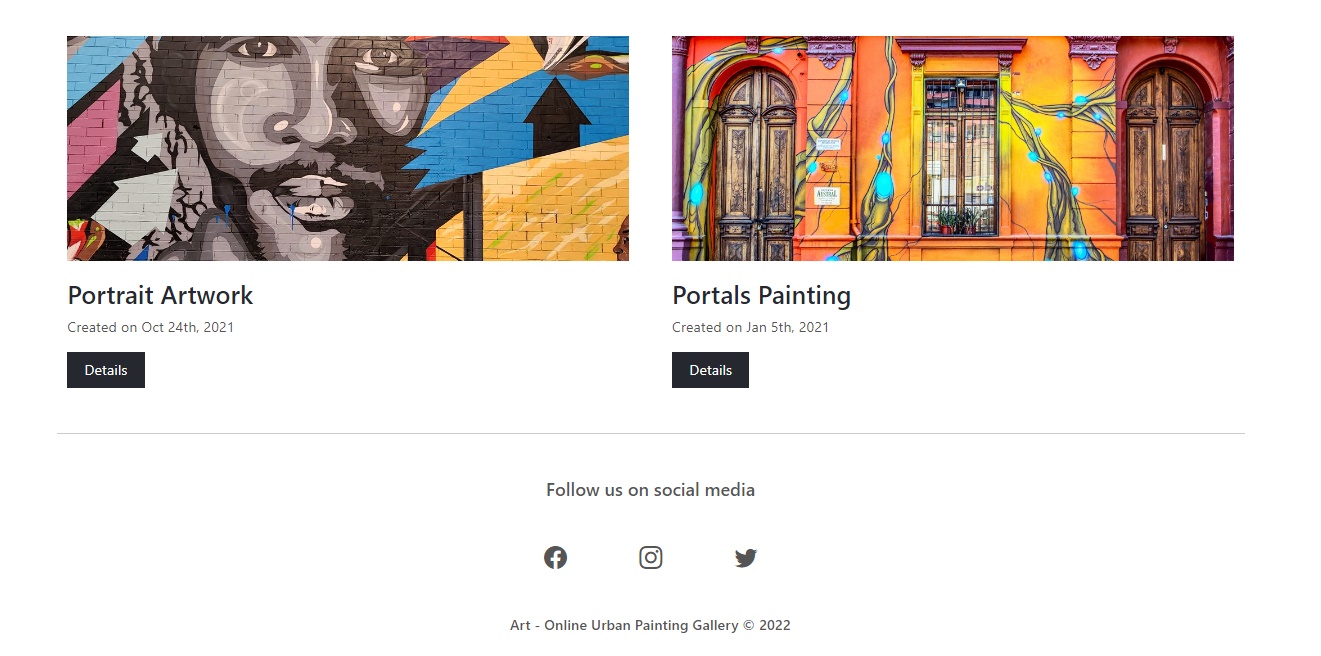 Portrait Artwork
Created on Oct 24th, 2021
Details
AUSTRAL
Portals Painting
Created on Jan 5th, 2021
Details
Follow us on social media
Art - Online Urban Painting Gallery © 2022